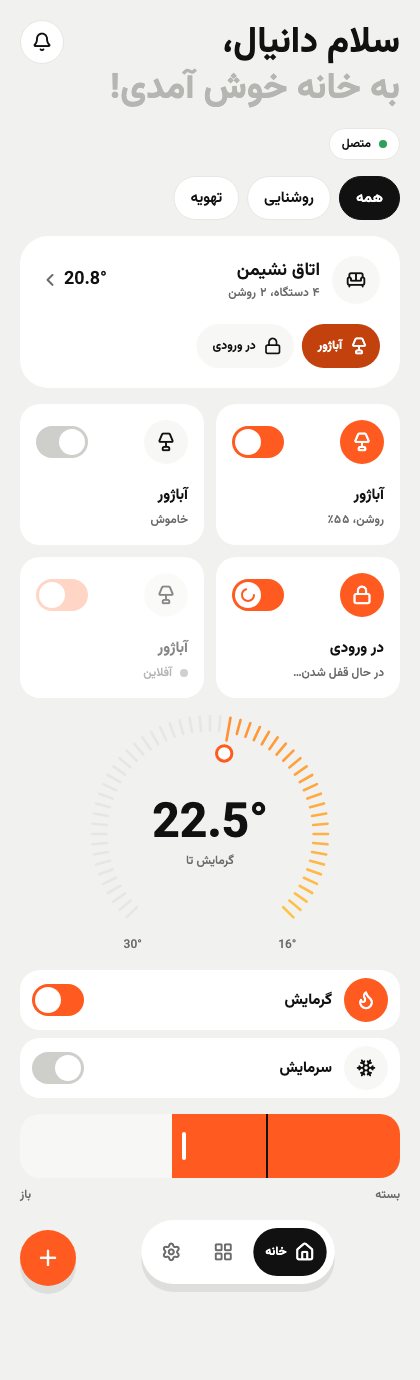 سلام دانیال،
به خانه خوش آمدی!
متصل
همه
روشنایی
تهویه
اتاق نشیمن
20.8°
۴ دستگاه، ۲ روشن
آباژور
در ورودی
آباژور
روشن، ۵۵٪
آباژور
خاموش
در ورودی
در حال قفل شدن…
آباژور
آفلاین
22.5°
گرمایش تا
16°
30°
گرمایش
سرمایش
بسته
باز
خانه